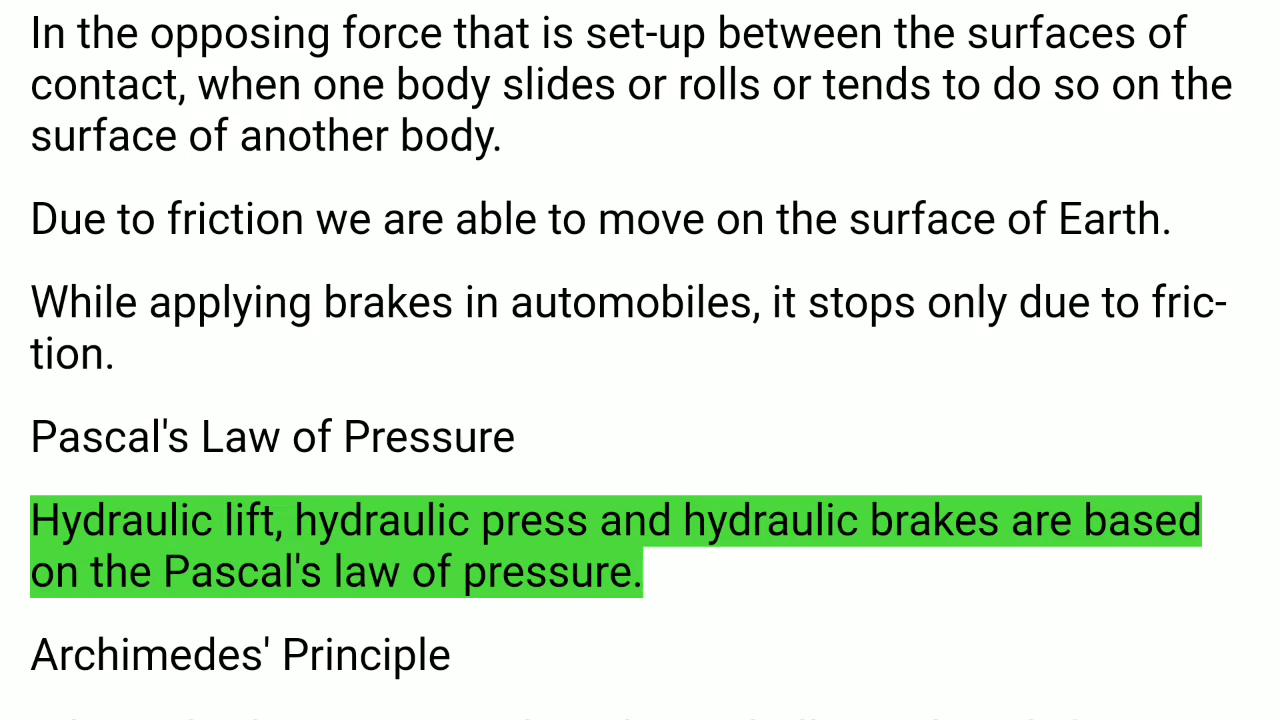 In the opposing force that is set-up between the surfaces of
contact, when one body slides or rolls or tends to do so on the
surface of another body.
Due to friction we are able to move on the surface of Earth.
While applying brakes in automobiles, it stops only due to fric-
tion.
Pascal's Law of Pressure
Hydraulic lift, hydraulic press and hydraulic brakes are based
on the Pascal's law of pressure.
Archimedes' Principle